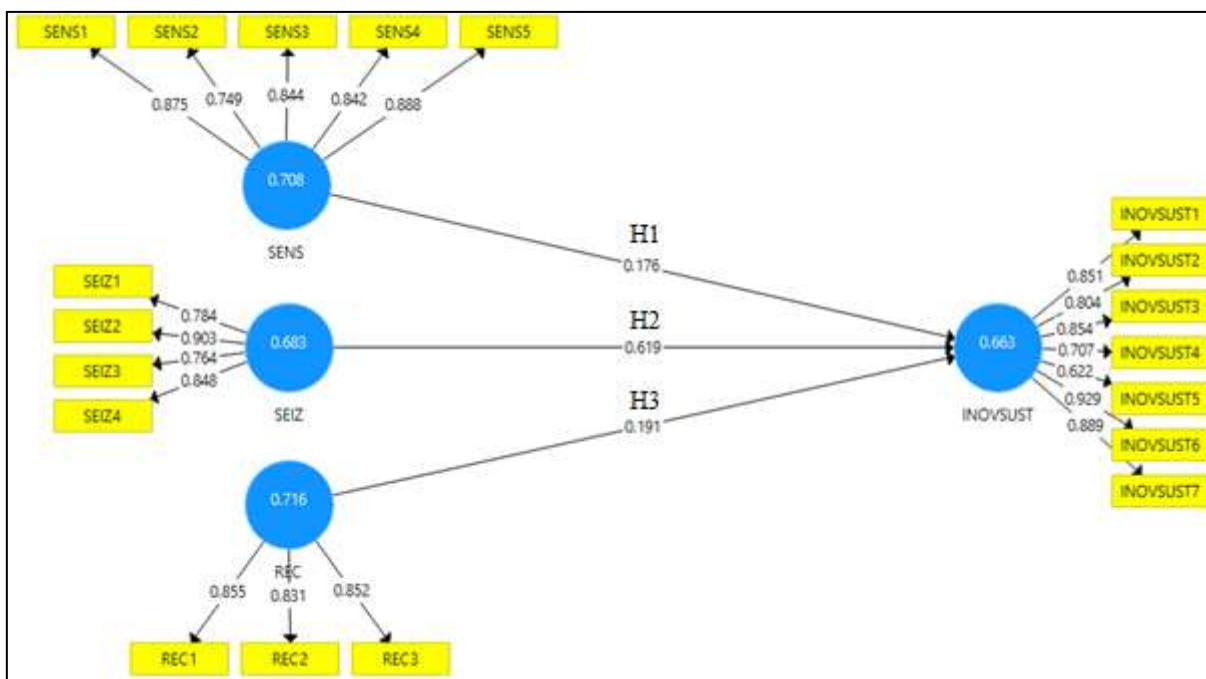 SENS1 SENS2 SENS3 SENS4 SENS5
0.875 0.749 0.844 0.842 0.888
0.708
SENS
H1
0.176
SEIZ1
SEIZ2
SEIZ3
SEIZ4
0.784
0.903
0.764
0.848
0.683
SEIZ
H2
0.619
H3
0.191
0.716
REC
0.855 0.831 0.852
REC1 REC2 REC3
0.663
INOVSUST
0.851
0.804
0.854
0.707
0.622
0.929
0.889
INOVSUST1
INOVSUST2
INOVSUST3
INOVSUST4
INOVSUST5
INOVSUST6
INOVSUST7